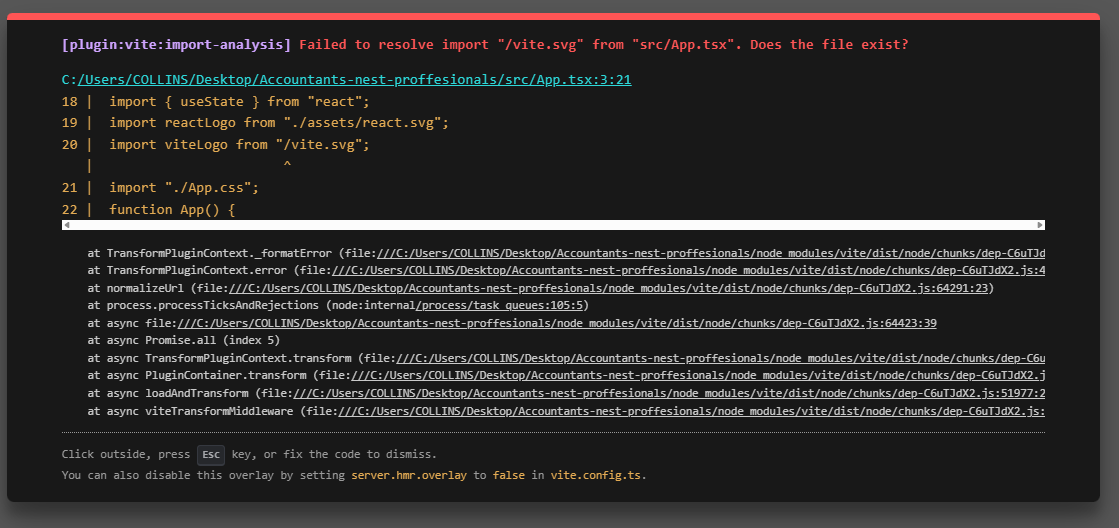 [plugin:vite:import-analysis] Failed to resolve import "/vite.svg" from "src/App.tsx". Does the file exist?
C:/Users/COLLINS/Desktop/Accountants-nest-proffesionals/src/App.tsx:3:21
18 |  import { useState } from "react";
19 |  import reactLogo from "./assets/react.svg";
20 |  import viteLogo from "/vite.svg";
   |                        ^
21 |  import "./App.css";
22 |  function App() {
at TransformPluginContext._formatError (file:///C:/Users/COLLINS/Desktop/Accountants-nest-proffesionals/node_modules/vite/dist/node/chunks/dep-C6uTJd
at TransformPluginContext.error (file:///C:/Users/COLLINS/Desktop/Accountants-nest-proffesionals/node_modules/vite/dist/node/chunks/dep-C6uTJdX2.js:4
at normalizeUrl (file:///C:/Users/COLLINS/Desktop/Accountants-nest-proffesionals/node_modules/vite/dist/node/chunks/dep-C6uTJdX2.js:64291:23)
at process.processTicksAndRejections (node:internal/process/task_queues:105:5)
at async file:///C:/Users/COLLINS/Desktop/Accountants-nest-proffesionals/node_modules/vite/dist/node/chunks/dep-C6uTJdX2.js:64423:39
at async Promise.all (index 5)
at async TransformPluginContext.transform (file:///C:/Users/COLLINS/Desktop/Accountants-nest-proffesionals/node_modules/vite/dist/node/chunks/dep-C6u
at async PluginContainer.transform (file:///C:/Users/COLLINS/Desktop/Accountants-nest-proffesionals/node_modules/vite/dist/node/chunks/dep-C6uTJdX2.j
at async loadAndTransform (file:///C:/Users/COLLINS/Desktop/Accountants-nest-proffesionals/node_modules/vite/dist/node/chunks/dep-C6uTJdX2.js:51977:2
at async viteTransformMiddleware (file:///C:/Users/COLLINS/Desktop/Accountants-nest-proffesionals/node_modules/vite/dist/node/chunks/dep-C6uTJdX2.js:
Click outside, press Esc key, or fix the code to dismiss.
You can also disable this overlay by setting server.hmr.overlay to false in vite.config.ts.